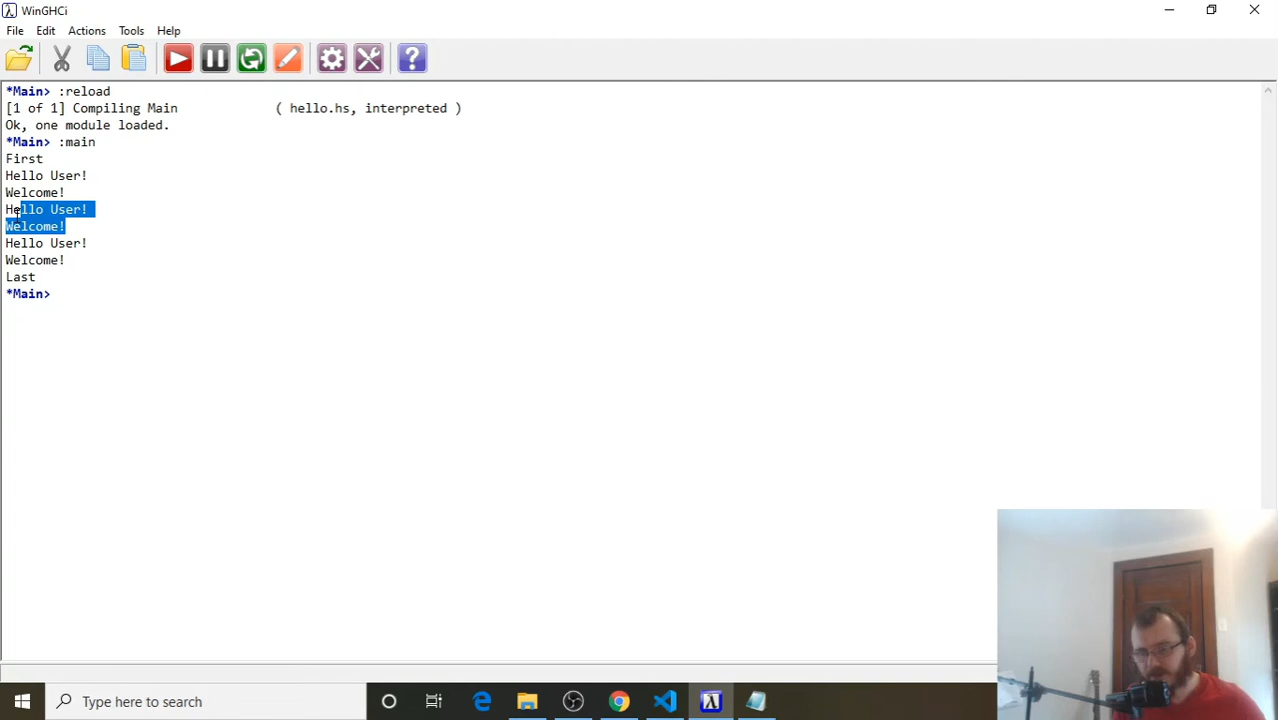 WinGHCi
File Edit Actions Tools Help
*Main> :reload
[1 of 1] Compiling Main ( hello.hs, interpreted )
Ok, one module loaded.
*Main> :main
First
Hello User!
Welcome!
Hello User!
Welcome!
Hello User!
Welcome!
Last
*Main>
Type here to search